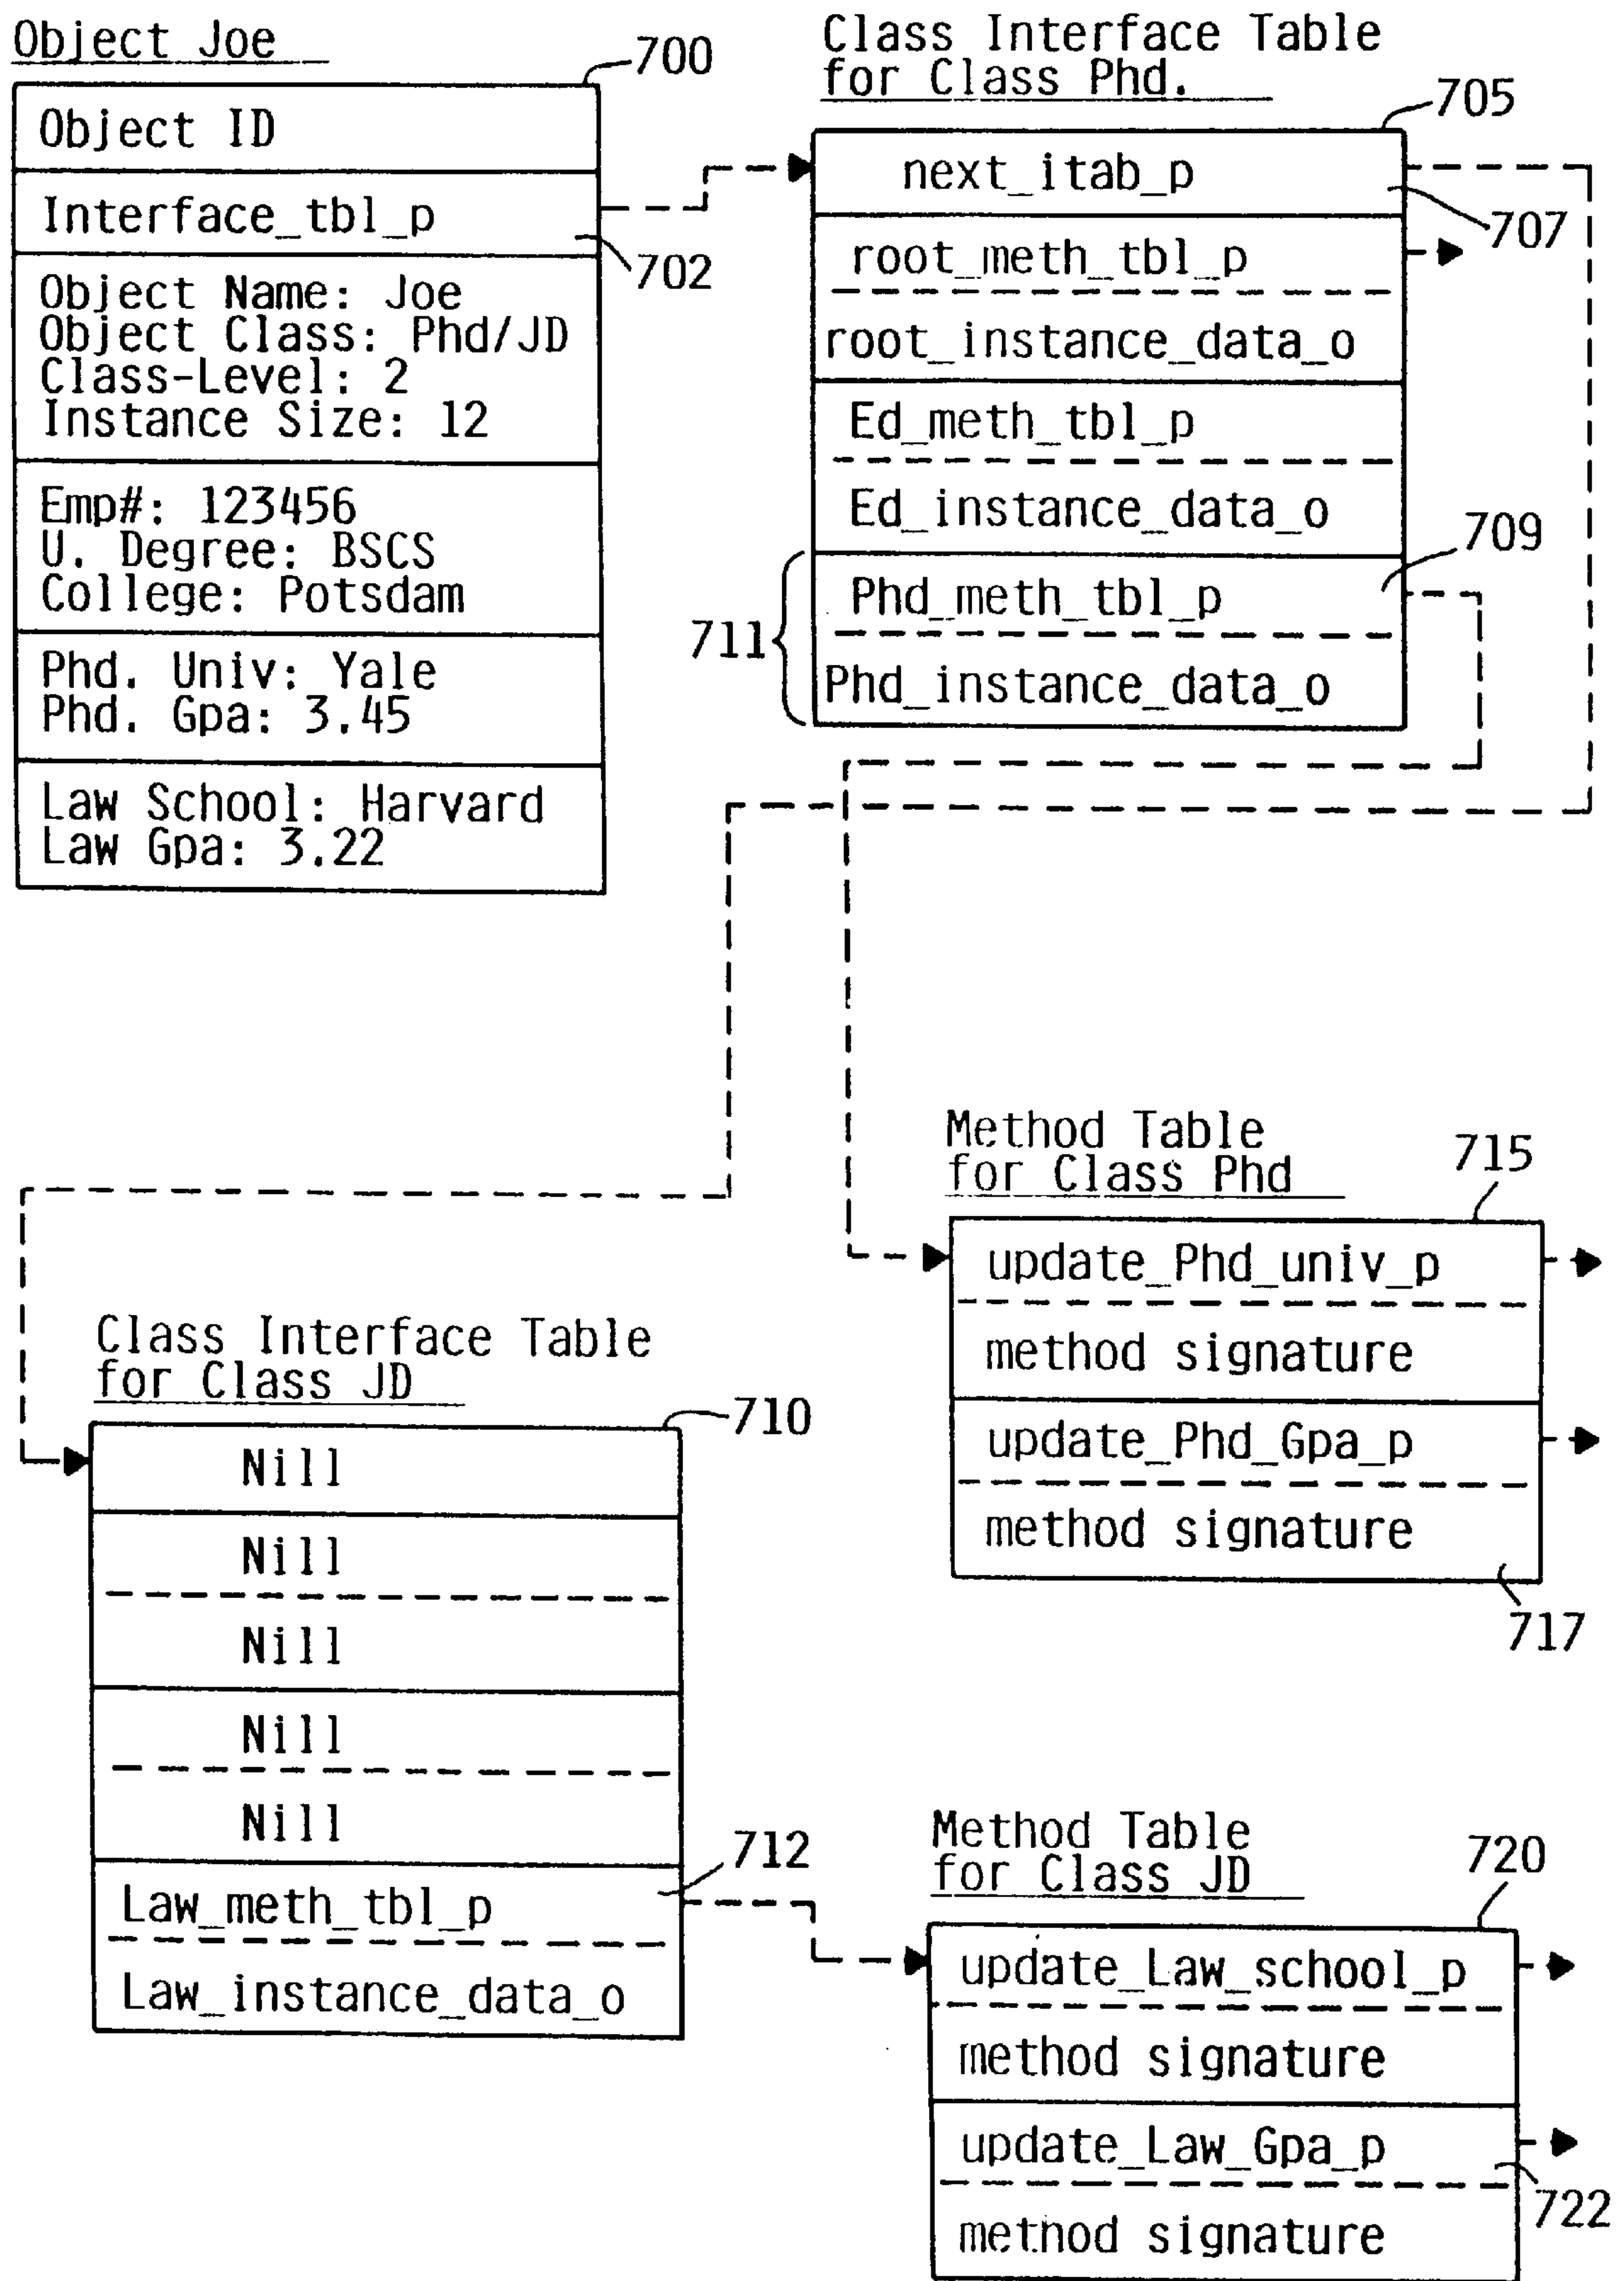 Object Joe
700
Object ID
Interface_tbl_p
702
Object Name: Joe
Object Class: Phd/JD
Class-Level: 2
Instance Size: 12
Emp#: 123456
U. Degree: BSCS
College: Potsdam
Phd. Univ: Yale
Phd. Gpa: 3.45
Law School: Harvard
Law Gpa: 3.22
Class Interface Table
for Class Phd.
705
next_itab_p
707
root_meth_tbl_p
root_instance_data_o
Ed_meth_tbl_p
Ed_instance_data_o
709
Phd_meth_tbl_p
711
Phd_instance_data_o
Method Table
for Class Phd
715
update_Phd_univ_p
method signature
update_Phd_Gpa_p
method signature
717
Class Interface Table
for Class JD
710
Nill
Nill
Nill
Nill
Nill
712
Law_meth_tbl_p
Law_instance_data_o
Method Table
for Class JD
720
update_Law_school_p
method signature
update_Law_Gpa_p
722
method signature